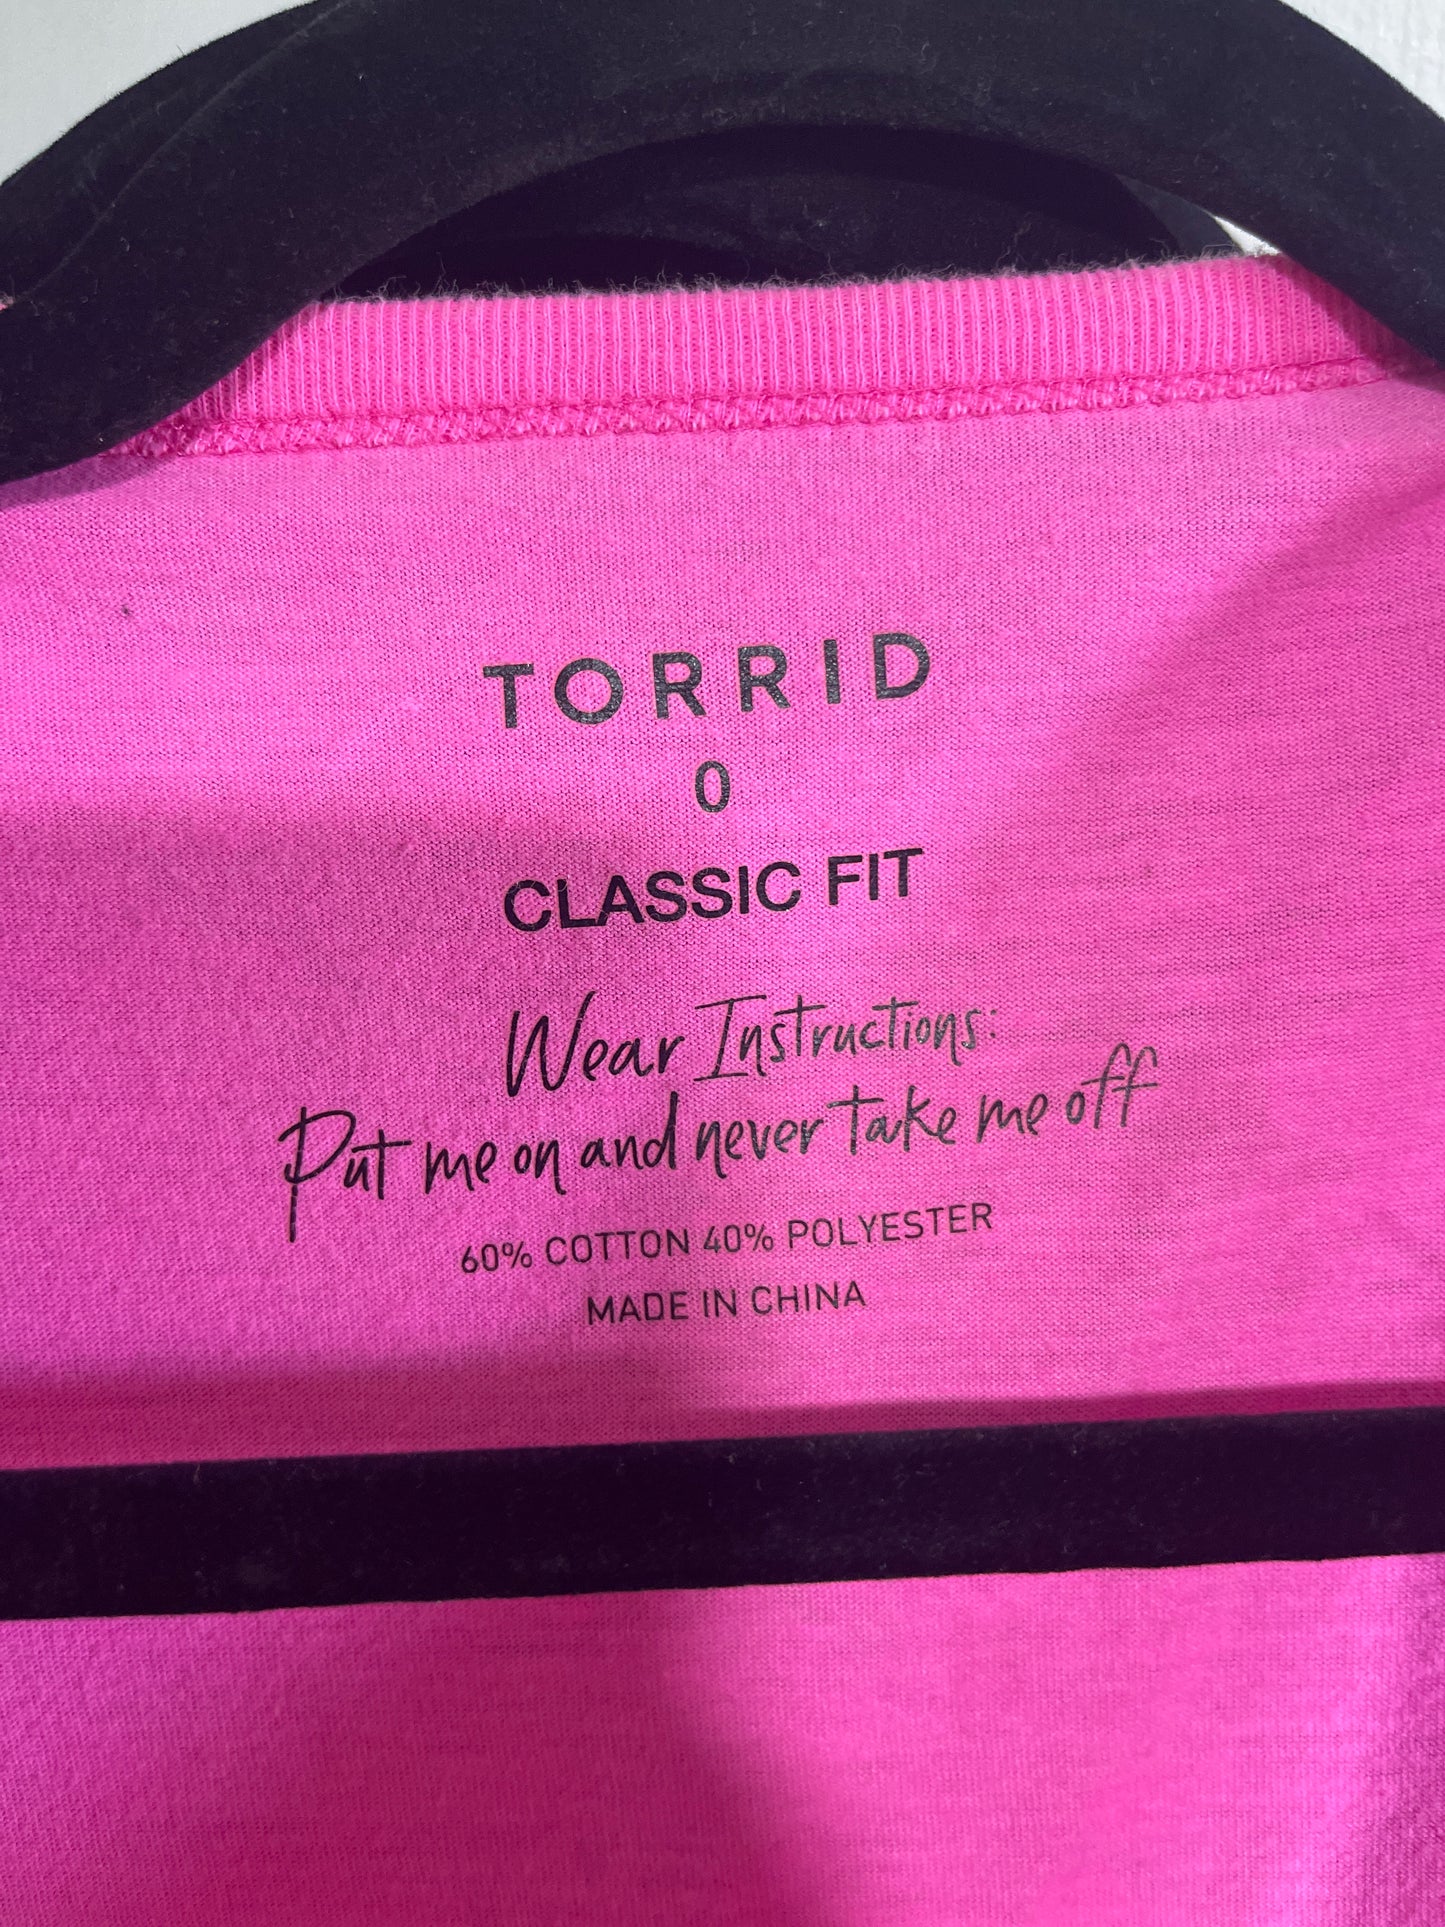 TORRID
0
CLASSIC FIT
Wear Instructions:
Put me on and never take me off
60% COTTON 40% POLYESTER
MADE IN CHINA